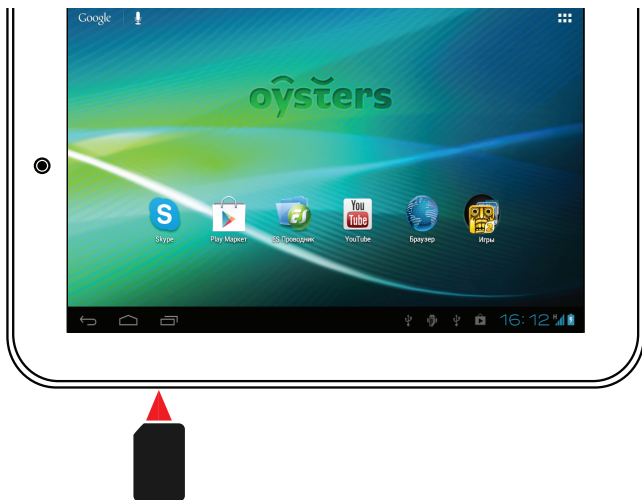 Google
oysters
S
You
Tube
Skype
Play Маркет
ES Проводник
YouTube
Браузер
Игры
16:12 H